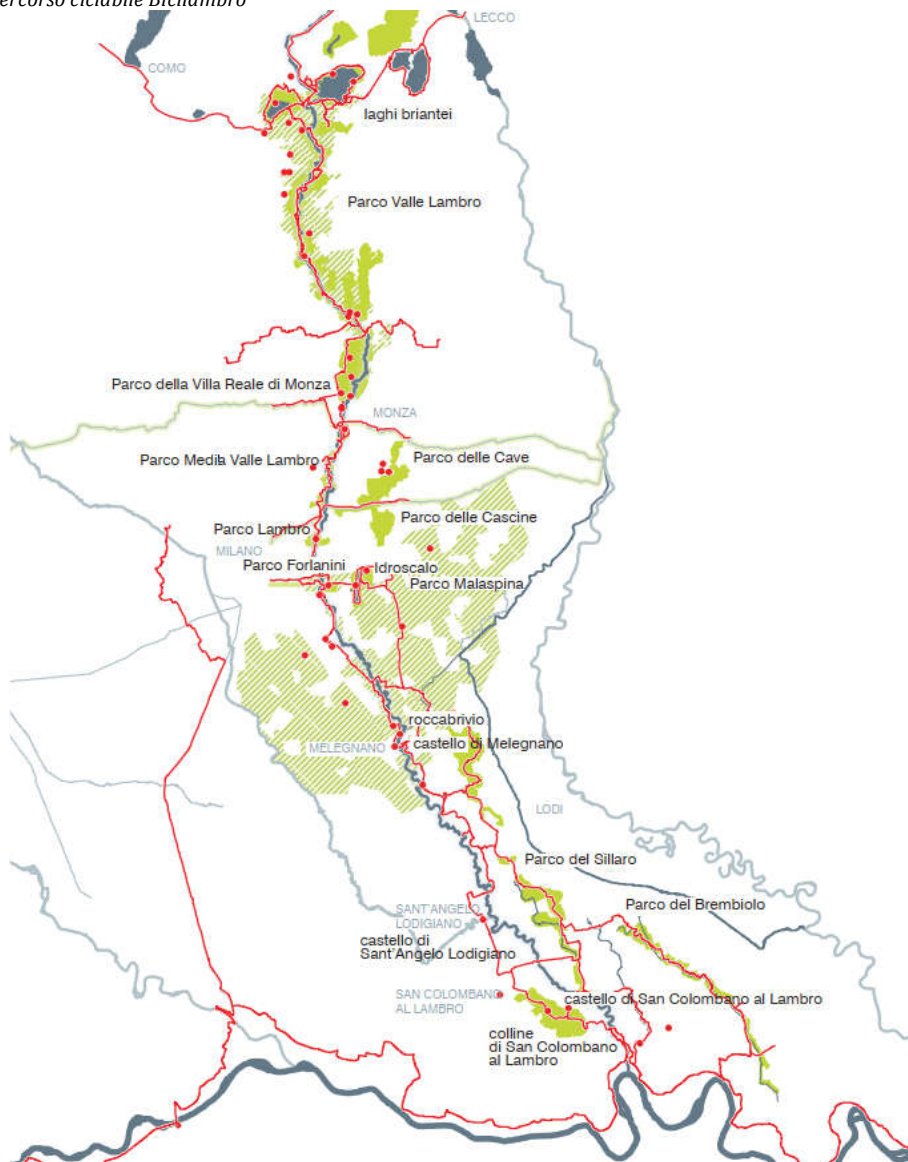 percorso ciclabile Bicilambro
LECCO
COMO
laghi briantei
Parco Valle Lambro
Parco della Villa Reale di Monza
MONZA
Parco Media Valle Lambro
Parco delle Cave
Parco delle Cascine
Parco Lambro
MILANO
Parco Forlanini
Idroscalo
Parco Malaspina
roccabrivio
MELEGNANO
castello di Melegnano
LODI
Parco del Sillaro
Parco del Brembiolo
SANT'ANGELO
LODIGIANO
castello di
Sant'Angelo Lodigiano
SAN COLOMBANO
AL LAMBRO
castello di San Colombano al Lambro
colline
di San Colombano
al Lambro